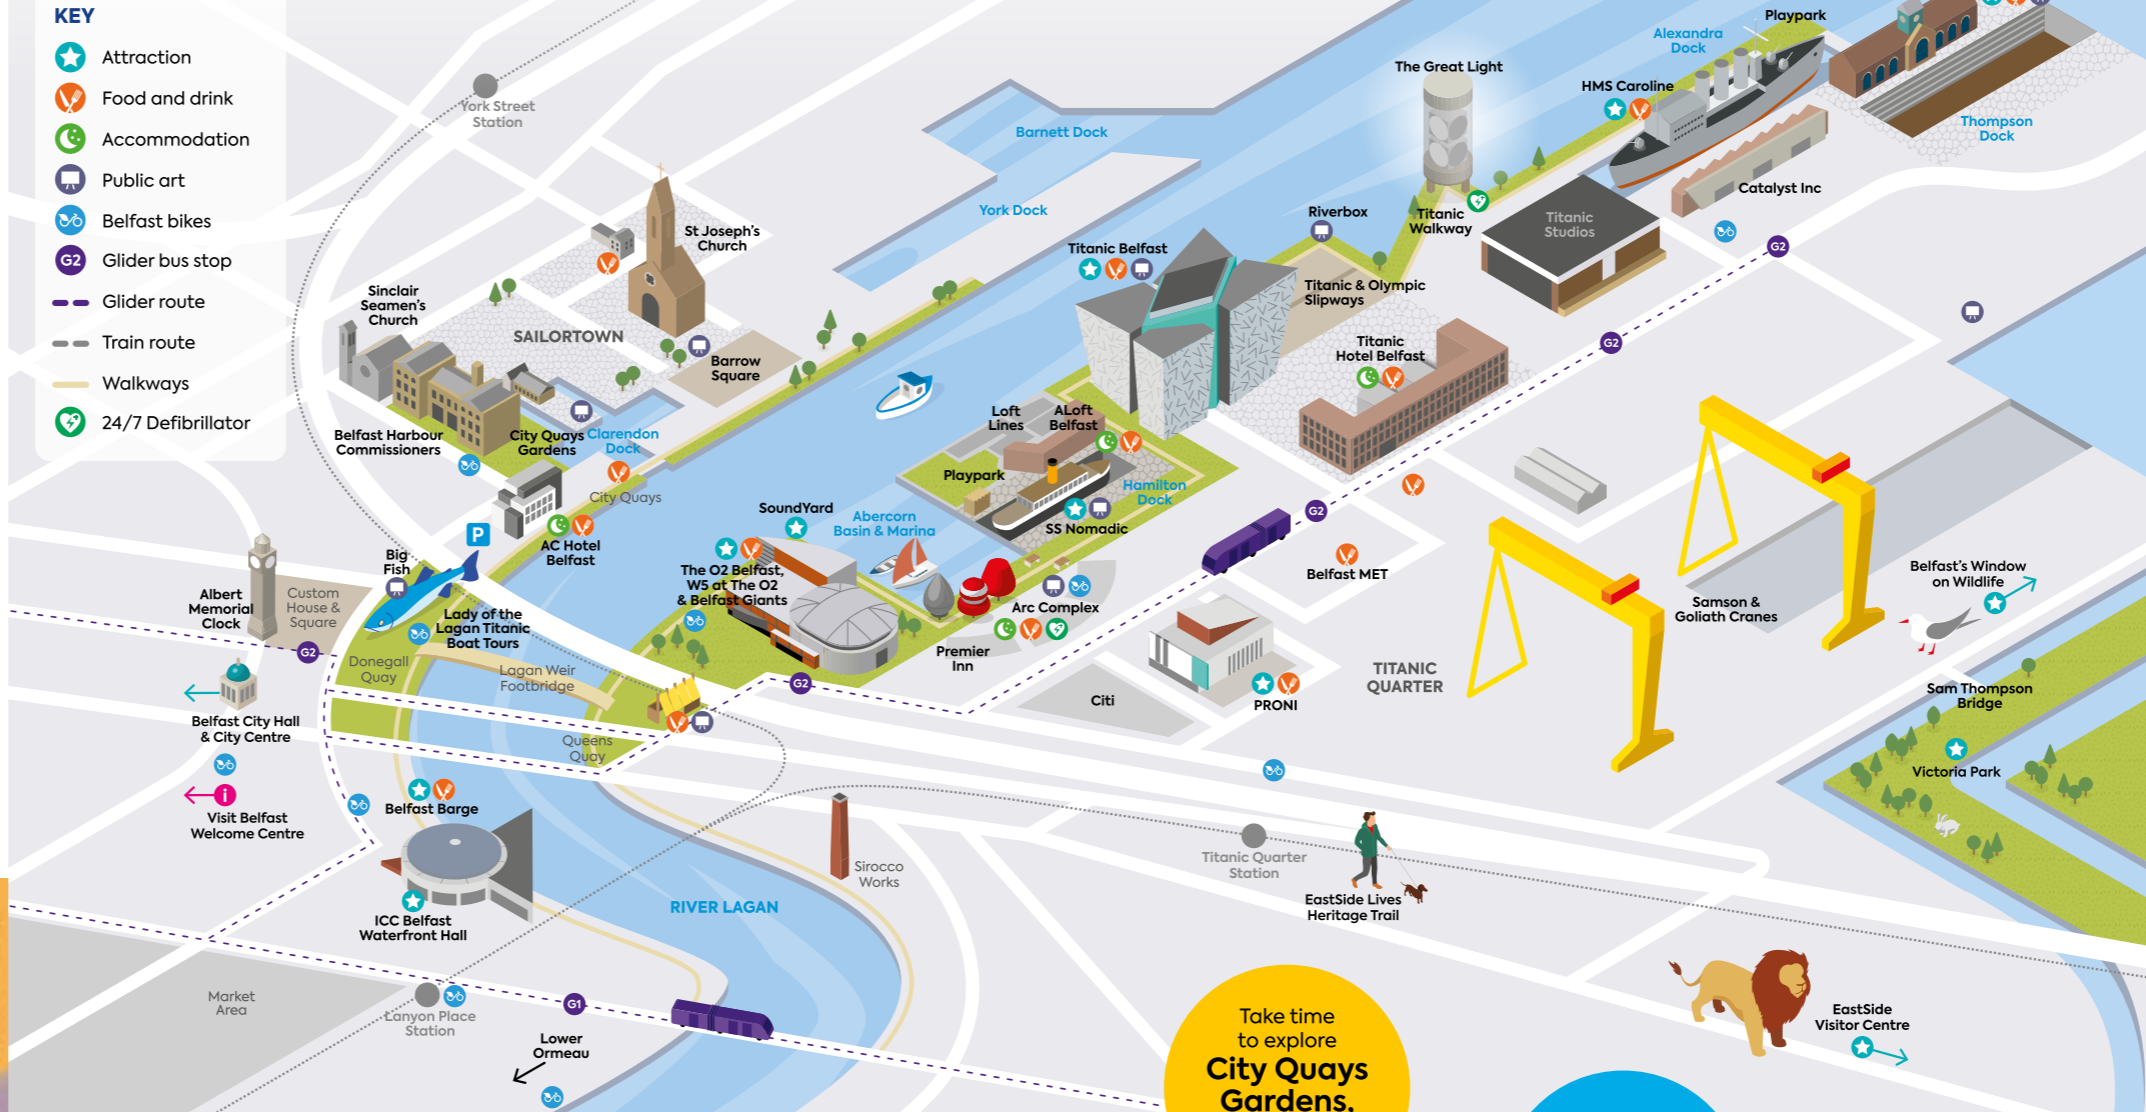 KEY
Attraction
Food and drink
Accommodation
Public art
Belfast bikes
G2 Glider bus stop
Glider route
Train route
Walkways
24/7 Defibrillator
York Street
Station
St Joseph's
Church
Sinclair
Seamen's
Church
SAILORTOWN
Barrow
Square
Belfast Harbour
Commissioners
City Quays
Gardens
Clarendon
Dock
City Quays
P
AC Hotel
Belfast
Barnett Dock
York Dock
The Great Light
Alexandra
Dock
Playpark
HMS Caroline
Thompson
Dock
Catalyst Inc
Titanic
Studios
Titanic
Walkway
Riverbox
Titanic Belfast
Titanic & Olympic
Slipways
Titanic
Hotel Belfast
G2
G2
G2
Loft
Lines
ALoft
Belfast
Playpark
Hamilton
Dock
SS Nomadic
SoundYard
Abercorn
Basin & Marina
The O2 Belfast,
W5 at The O2
& Belfast Giants
Arc Complex
Premier
Inn
Belfast MET
PRONI
Citi
TITANIC
QUARTER
Samson &
Goliath Cranes
Belfast's Window
on Wildlife
Sam Thompson
Bridge
Victoria Park
Big
Fish
Albert
Memorial
Clock
Custom
House &
Square
Lady of the
Lagan Titanic
Boat Tours
G2
Donegall
Quay
Lagan Weir
Footbridge
G2
Queens
Quay
Belfast City Hall
& City Centre
i
Visit Belfast
Welcome Centre
Belfast Barge
ICC Belfast
Waterfront Hall
Sirocco
Works
RIVER LAGAN
Titanic Quarter
Station
EastSide Lives
Heritage Trail
Market
Area
Lanyon Place
Station
G1
Lower
Ormeau
Take time
to explore
City Quays
Gardens,
EastSide
Visitor Centre